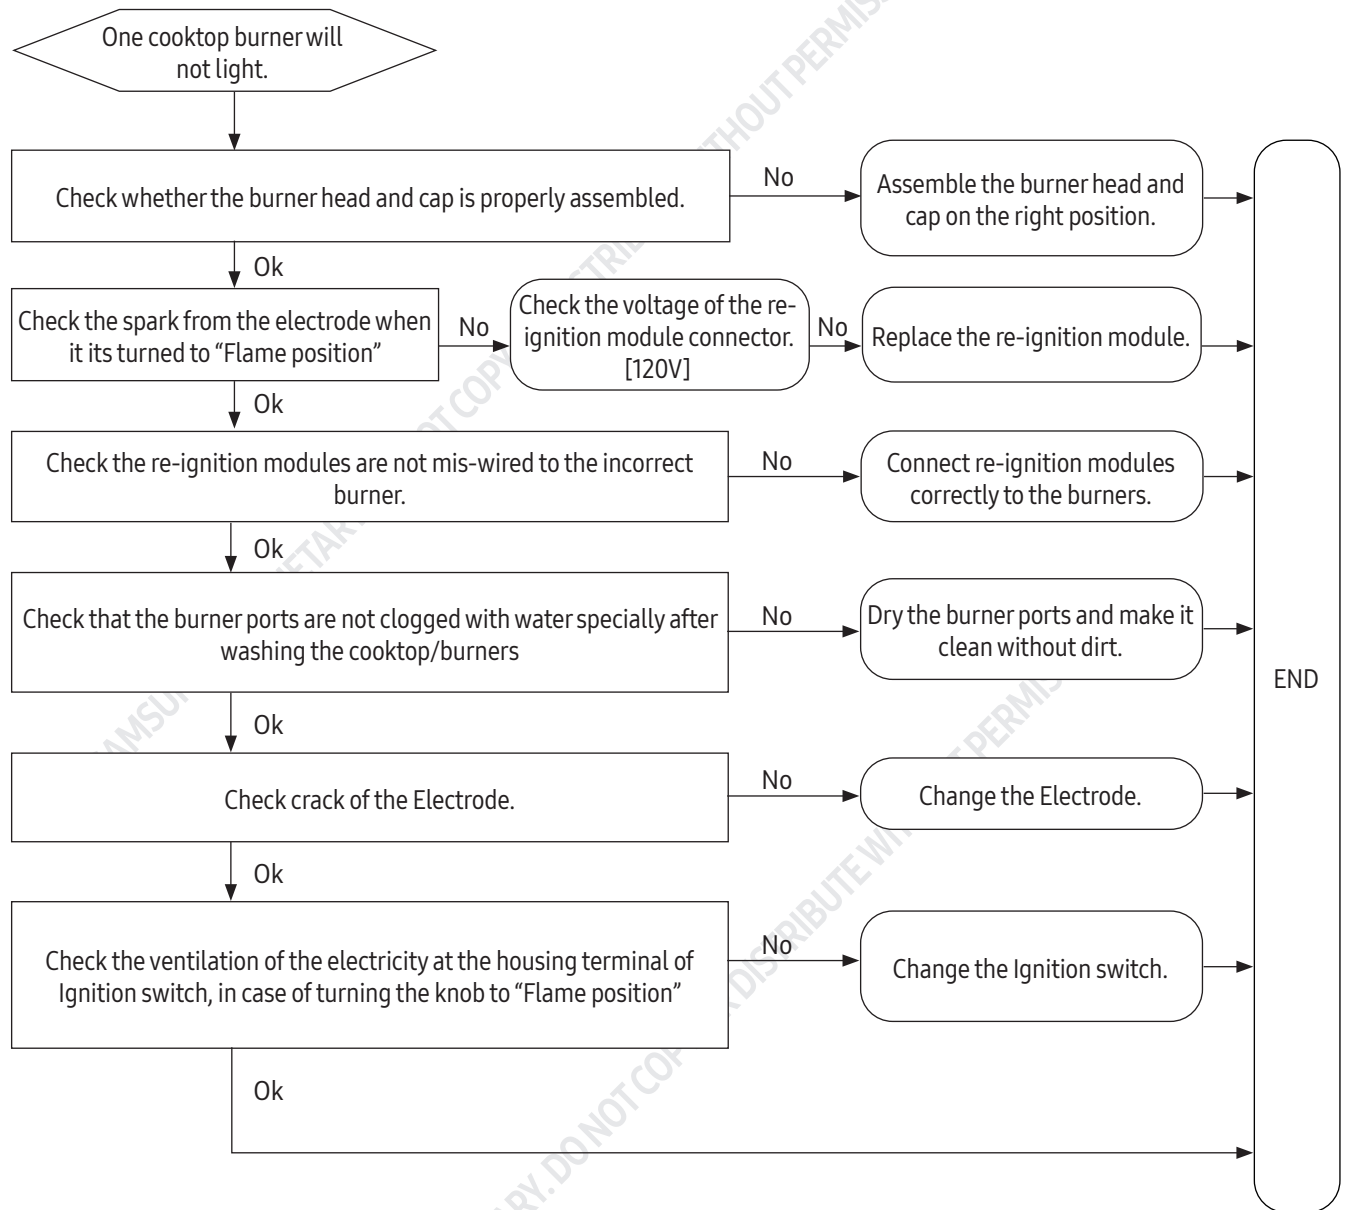 One cooktop burner will
not light.
Check whether the burner head and cap is properly assembled.
No
Assemble the burner head and
cap on the right position.
Ok
Check the spark from the electrode when
it its turned to “Flame position”
No
Check the voltage of the re-
ignition module connector.
[120V]
No
Replace the re-ignition module.
Ok
Check the re-ignition modules are not mis-wired to the incorrect
burner.
No
Connect re-ignition modules
correctly to the burners.
Ok
Check that the burner ports are not clogged with water specially after
washing the cooktop/burners
No
Dry the burner ports and make it
clean without dirt.
END
Ok
Check crack of the Electrode.
No
Change the Electrode.
Ok
Check the ventilation of the electricity at the housing terminal of
Ignition switch, in case of turning the knob to “Flame position”
No
Change the Ignition switch.
Ok